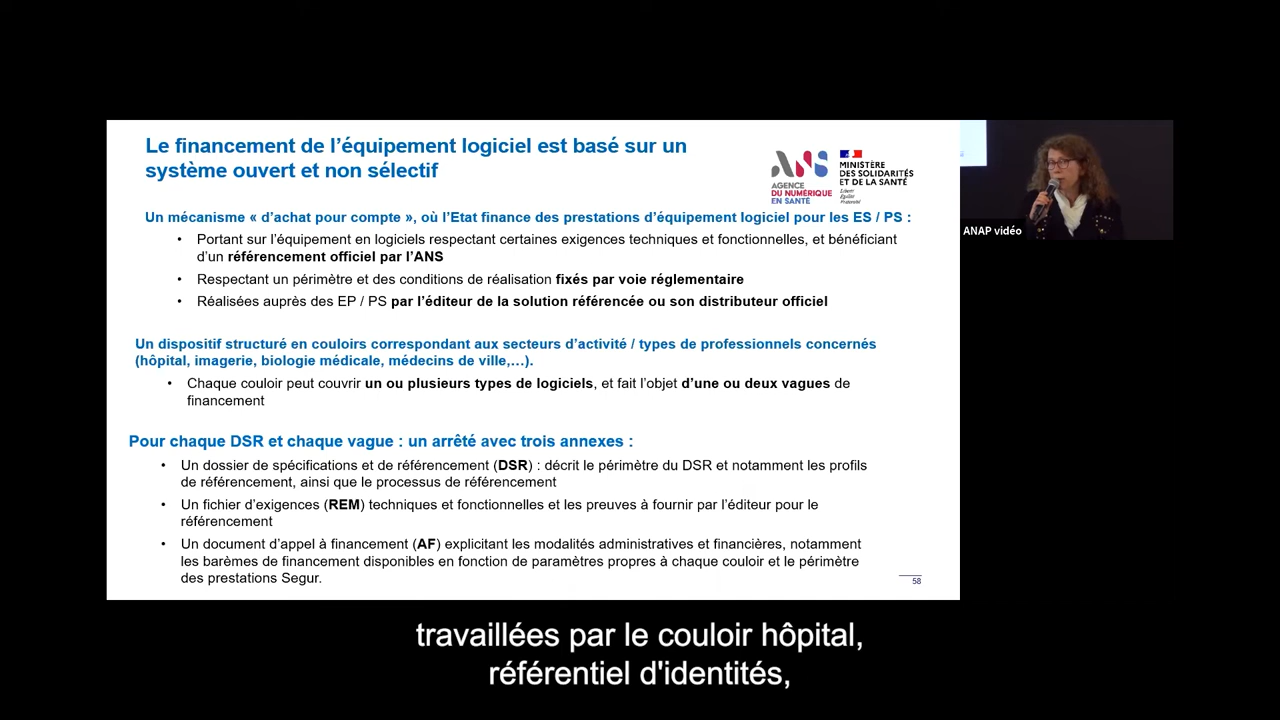 Le financement de l'équipement logiciel est basé sur un
système ouvert et non sélectif
ANS
AGENCE
DU NUMÉRIQUE
EN SANTÉ
MINISTÈRE
DES SOLIDARITÉS
ET DE LA SANTÉ
Liberté
Égalité
Fraternité
Un mécanisme « d'achat pour compte », où l'Etat finance des prestations d'équipement logiciel pour les ES / PS :
• Portant sur l'équipement en logiciels respectant certaines exigences techniques et fonctionnelles, et bénéficiant
d'un référencement officiel par l'ANS
• Respectant un périmètre et des conditions de réalisation fixés par voie réglementaire
• Réalisées auprès des EP / PS par l'éditeur de la solution référencée ou son distributeur officiel
Un dispositif structuré en couloirs correspondant aux secteurs d'activité / types de professionnels concernés
(hôpital, imagerie, biologie médicale, médecins de ville,…).
• Chaque couloir peut couvrir un ou plusieurs types de logiciels, et fait l'objet d'une ou deux vagues de
financement
Pour chaque DSR et chaque vague : un arrêté avec trois annexes :
• Un dossier de spécifications et de référencement (DSR) : décrit le périmètre du DSR et notamment les profils
de référencement, ainsi que le processus de référencement
• Un fichier d'exigences (REM) techniques et fonctionnelles et les preuves à fournir par l'éditeur pour le
référencement
• Un document d'appel à financement (AF) explicitant les modalités administratives et financières, notamment
les barèmes de financement disponibles en fonction de paramètres propres à chaque couloir et le périmètre
des prestations Segur.
58
ANAP vidéo
travaillées par le couloir hôpital,
référentiel d'identités,